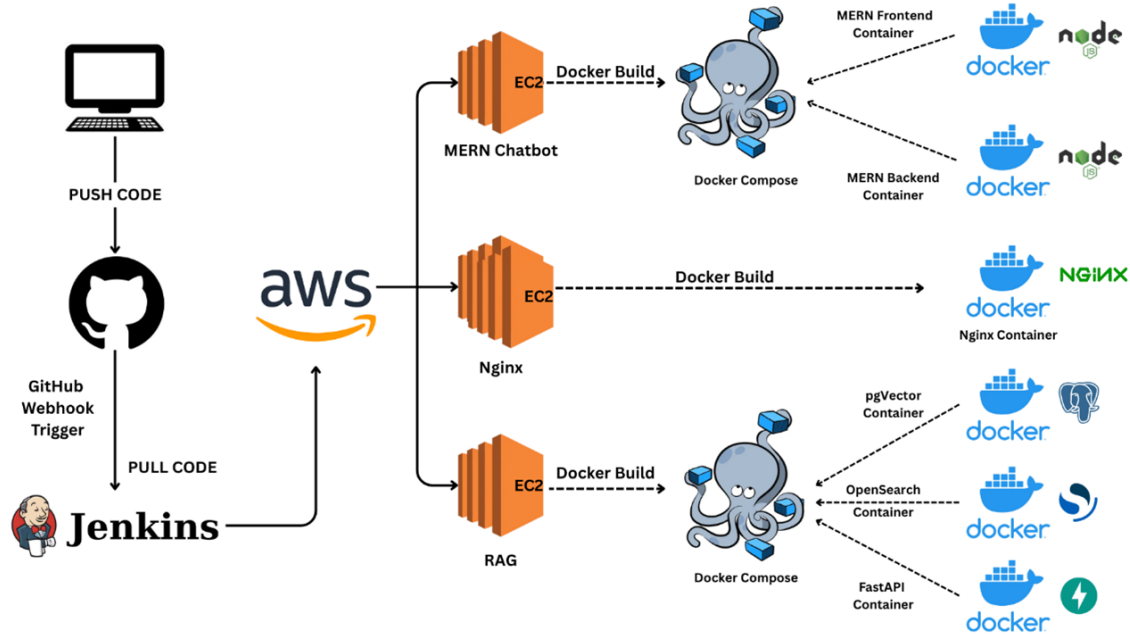 PUSH CODE
GitHub
Webhook
Trigger
PULL CODE
Jenkins
aws
EC2
MERN Chatbot
Docker Build
Docker Compose
MERN Frontend
Container
docker
node
JS
MERN Backend
Container
docker
node
JS
EC2
Nginx
Docker Build
docker
NGINX
Nginx Container
EC2
RAG
Docker Build
Docker Compose
pgVector
Container
docker
OpenSearch
Container
docker
FastAPI
Container
docker